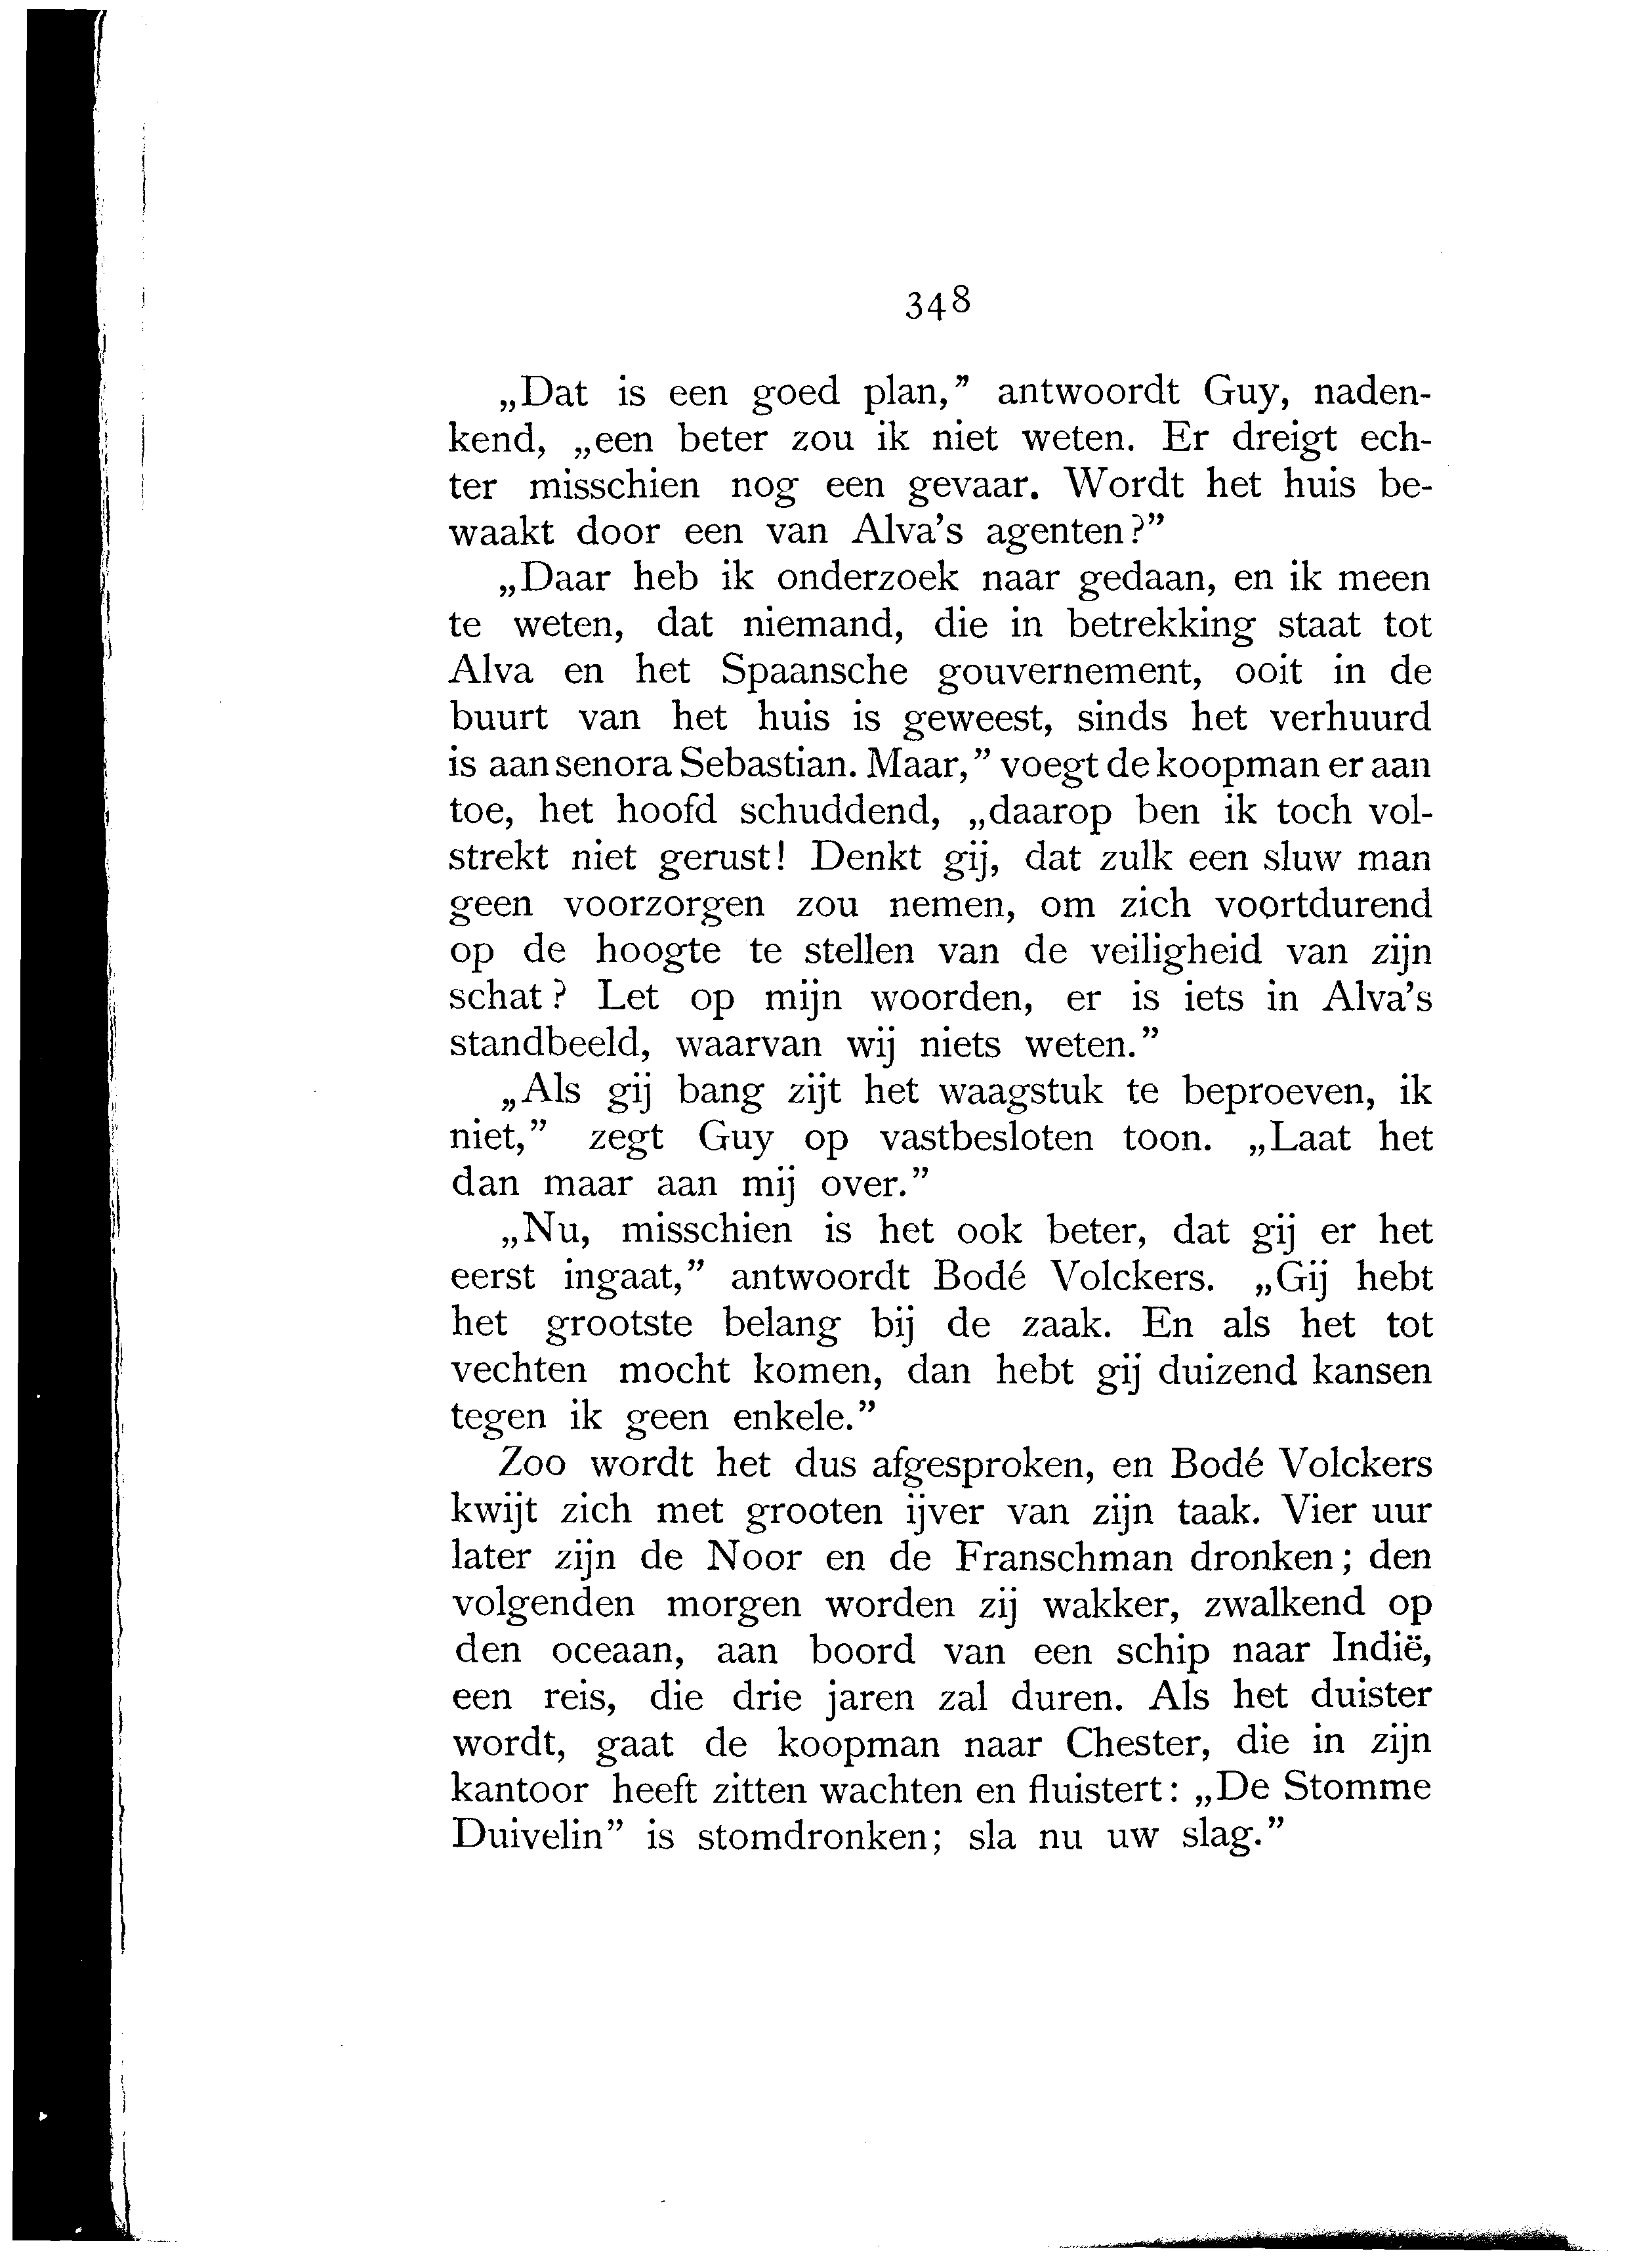 348
„Dat is een goed plan,” antwoordt Guy, naden-
kend, „een beter zou ik niet weten. Er dreigt ech-
ter misschien nog een gevaar. Wordt het huis be-
waakt door een van Alva’s agenten?”
„Daar heb ik onderzoek naar gedaan, en ik meen
te weten, dat niemand, die in betrekking staat tot
Alva en het Spaansche gouvernement, ooit in de
buurt van het huis is geweest, sinds het verhuurd
is aan senora Sebastian. Maar,” voegt de koopman er aan
toe, het hoofd schuddend, „daarop ben ik toch vol-
strekt niet gerust! Denkt gij, dat zulk een sluw man
geen voorzorgen zou nemen, om zich voortdurend
op de hoogte te stellen van de veiligheid van zijn
schat? Let op mijn woorden, er is iets in Alva’s
standbeeld, waarvan wij niets weten.”
„Als gij bang zijt het waagstuk te beproeven, ik
niet,” zegt Guy op vastbesloten toon. „Laat het
dan maar aan mij over.”
„Nu, misschien is het ook beter, dat gij er het
eerst ingaat,” antwoordt Bodé Volckers. „Gij hebt
het grootste belang bij de zaak. En als het tot
vechten mocht komen, dan hebt gij duizend kansen
tegen ik geen enkele.”
Zoo wordt het dus afgesproken, en Bodé Volckers
kwijt zich met grooten ijver van zijn taak. Vier uur
later zijn de Noor en de Franschman dronken; den
volgenden morgen worden zij wakker, zwalkend op
den oceaan, aan boord van een schip naar Indië,
een reis, die drie jaren zal duren. Als het duister
wordt, gaat de koopman naar Chester, die in zijn
kantoor heeft zitten wachten en fluistert: „De Stomme
Duivelin” is stomdronken; sla nu uw slag.”